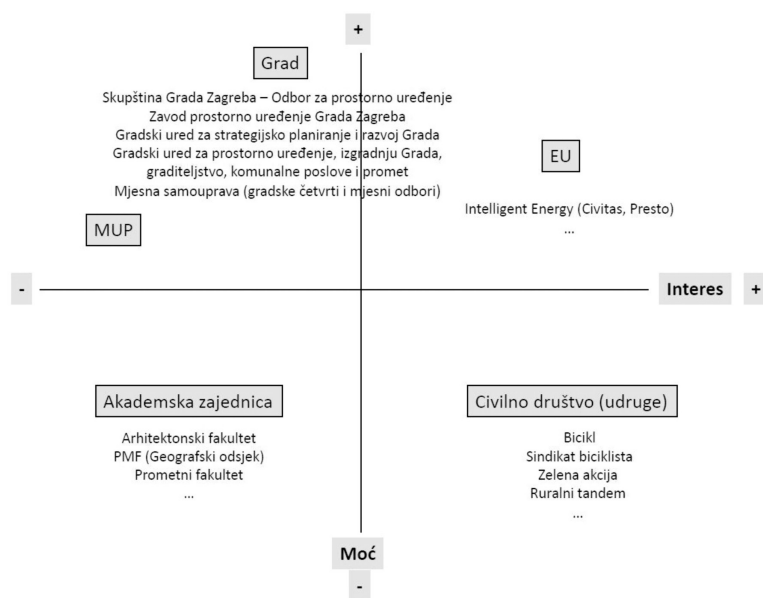 +
Grad
Skupština Grada Zagreba – Odbor za prostorno uređenje
Zavod prostorno uređenje Grada Zagreba
Gradski ured za strategijsko planiranje i razvoj Grada
Gradski ured za prostorno uređenje, izgradnju Grada,
graditeljstvo, komunalne poslove i promet
Mjesna samouprava (gradske četvrti i mjesni odbori)
MUP
EU
Intelligent Energy (Civitas, Presto)
...
-
Interes +
Akademska zajednica
Arhitektonski fakultet
PMF (Geografski odsjek)
Prometni fakultet
...
Civilno društvo (udruge)
Bicikl
Sindikat biciklista
Zelena akcija
Ruralni tandem
...
Moć
-